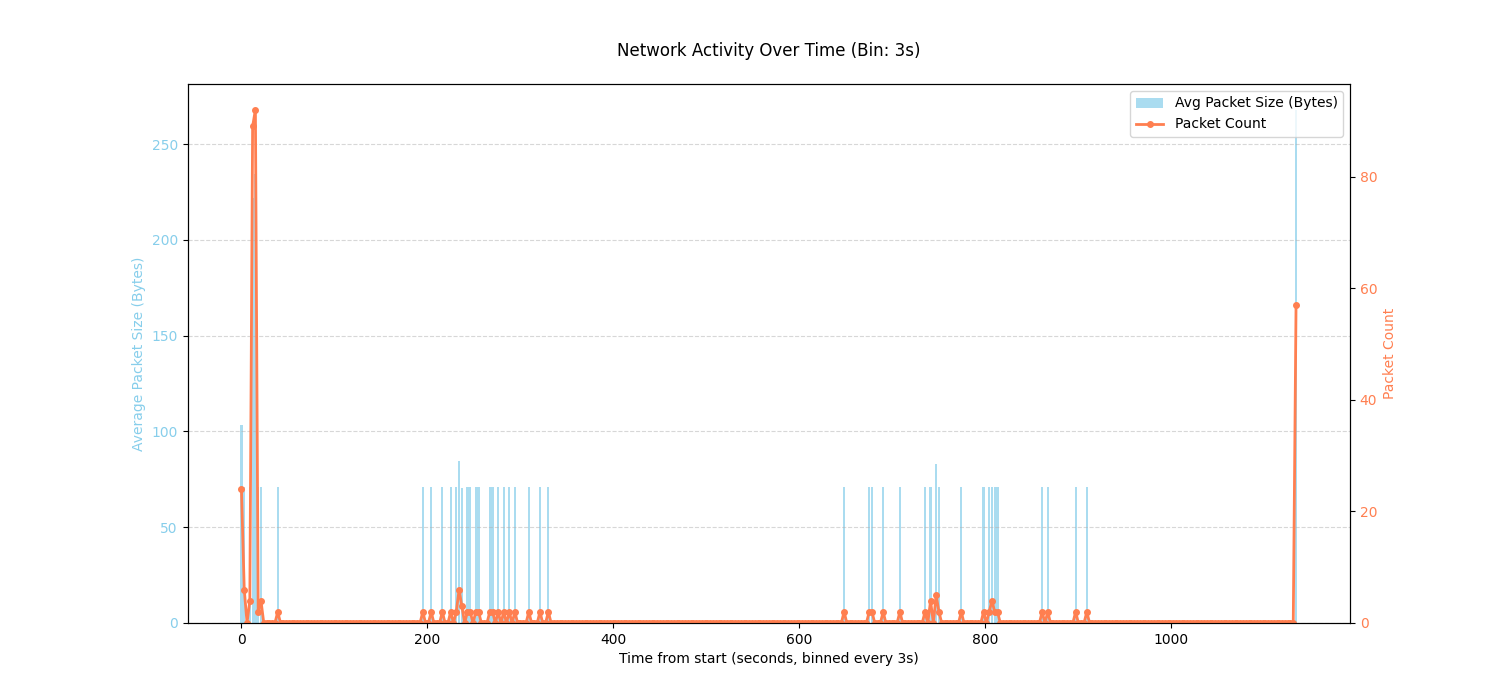 Network Activity Over Time (Bin: 3s)
Avg Packet Size (Bytes)
Packet Count
Average Packet Size (Bytes)
250
200
150
100
50
0
80
60
40
20
0
Packet Count
0 200 400 600 800 1000
Time from start (seconds, binned every 3s)